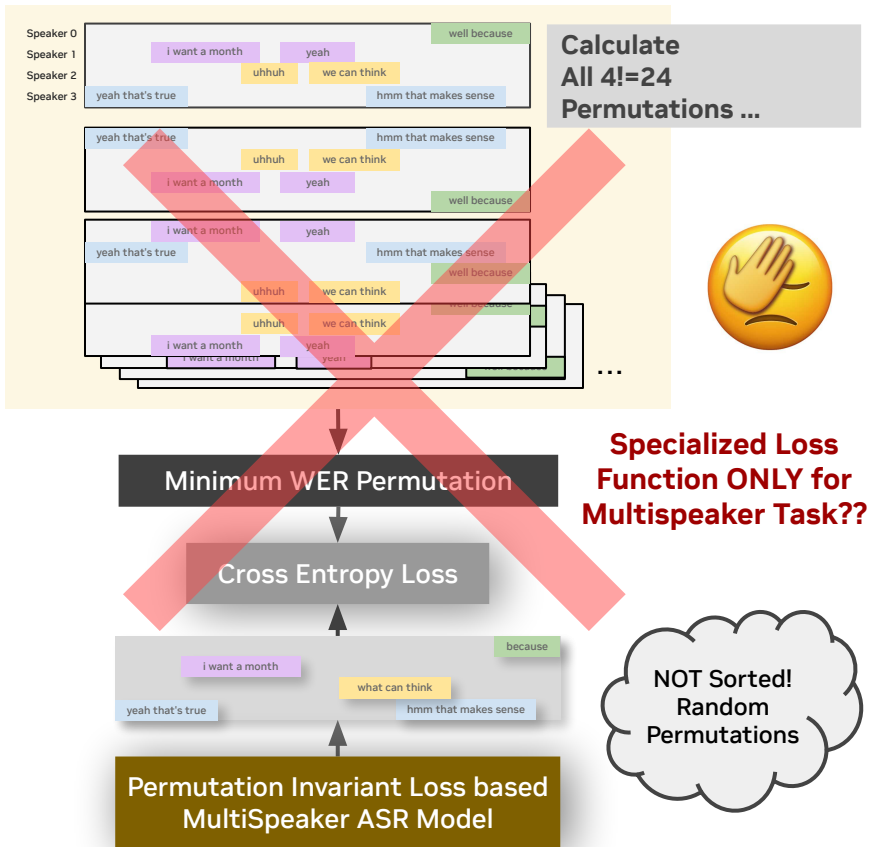 Speaker 0
well because
Speaker 1
i want a month
yeah
Speaker 2
uhhuh
we can think
Speaker 3
yeah that's true
hmm that makes sense
Calculate
All 4!=24
Permutations ...
yeah that's true
hmm that makes sense
uhhuh
we can think
i want a month
yeah
well because
i want a month
yeah
yeah that's true
hmm that makes sense
well because
uhhuh
we can think
well because
uhhuh
we can think
i want a month
yeah
i want a month
yeah
...
Minimum WER Permutation
Specialized Loss
Function ONLY for
Multispeaker Task??
Cross Entropy Loss
because
i want a month
what can think
yeah that's true
hmm that makes sense
NOT Sorted!
Random
Permutations
Permutation Invariant Loss based
MultiSpeaker ASR Model